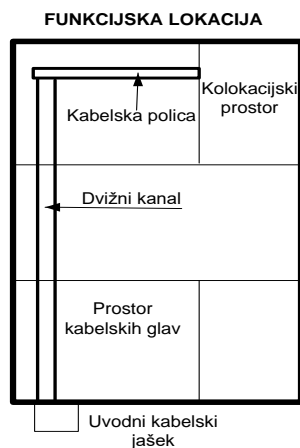 FUNKCIJSKA LOKACIJA
Kolokacijski
prostor
Kabelska polica
Dvižni kanal
Prostor
kabelskih glav
Uvodni kabelski
jašek